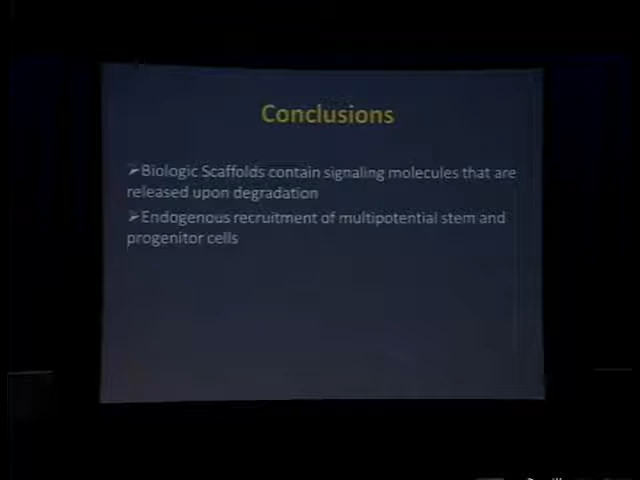 Conclusions
➢Biologic Scaffolds contain signaling molecules that are
released upon degradation
➢Endogenous recruitment of multipotential stem and
progenitor cells